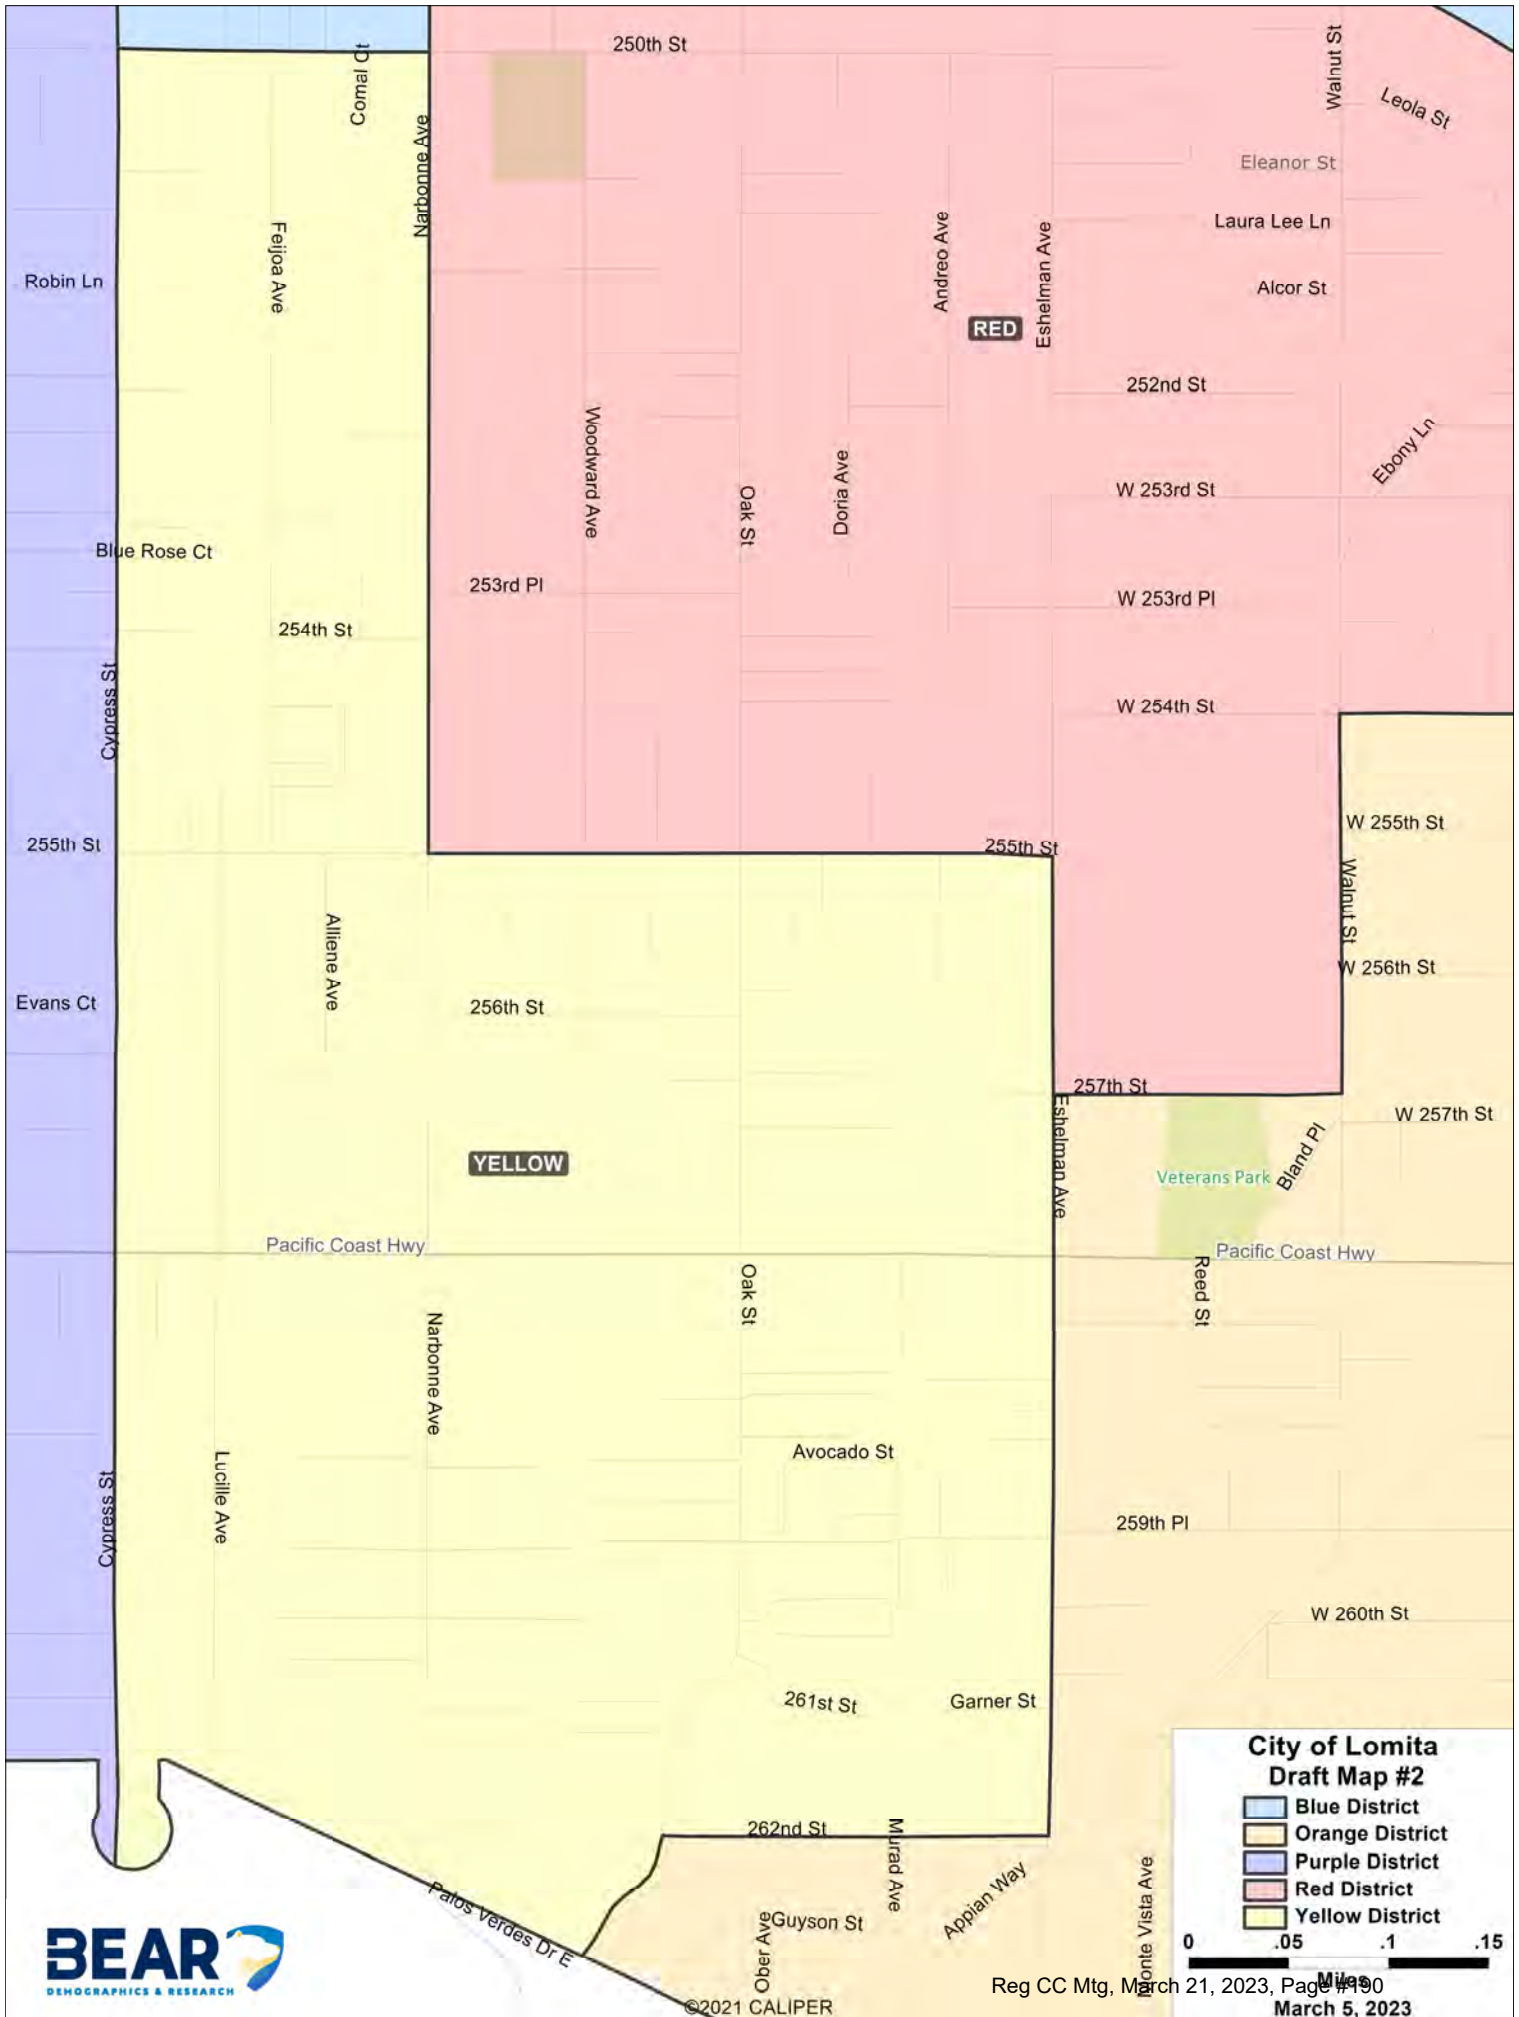 250th St
Comal Ct
Walnut St
Leola St
Narbonne Ave
Eleanor St
Feijoa Ave
Andreo Ave
Eshelman Ave
Laura Lee Ln
Robin Ln
Alcor St
RED
252nd St
Woodward Ave
Ebony Ln
Doria Ave
Oak St
W 253rd St
Blue Rose Ct
253rd Pl
W 253rd Pl
254th St
Cypress St
W 254th St
W 255th St
255th St
255th St
Walnut St
Alliene Ave
W 256th St
Evans Ct
256th St
257th St
Eshelman Ave
W 257th St
Bland Pl
YELLOW
Veterans Park
Pacific Coast Hwy
Pacific Coast Hwy
Oak St
Reed St
Narbonne Ave
Avocado St
Lucille Ave
Cypress St
259th Pl
W 260th St
261st St
Garner St
262nd St
Murad Ave
Palos Verdes Dr E
Guyson St
Ober Ave
Appian Way
Monte Vista Ave
City of Lomita
Draft Map #2
Blue District
Orange District
Purple District
Red District
Yellow District
0 .05 .1 .15
Miles
March 5, 2023
BEAR
DEMOGRAPHICS & RESEARCH
Reg CC Mtg, March 21, 2023, Page #190
©2021 CALIPER